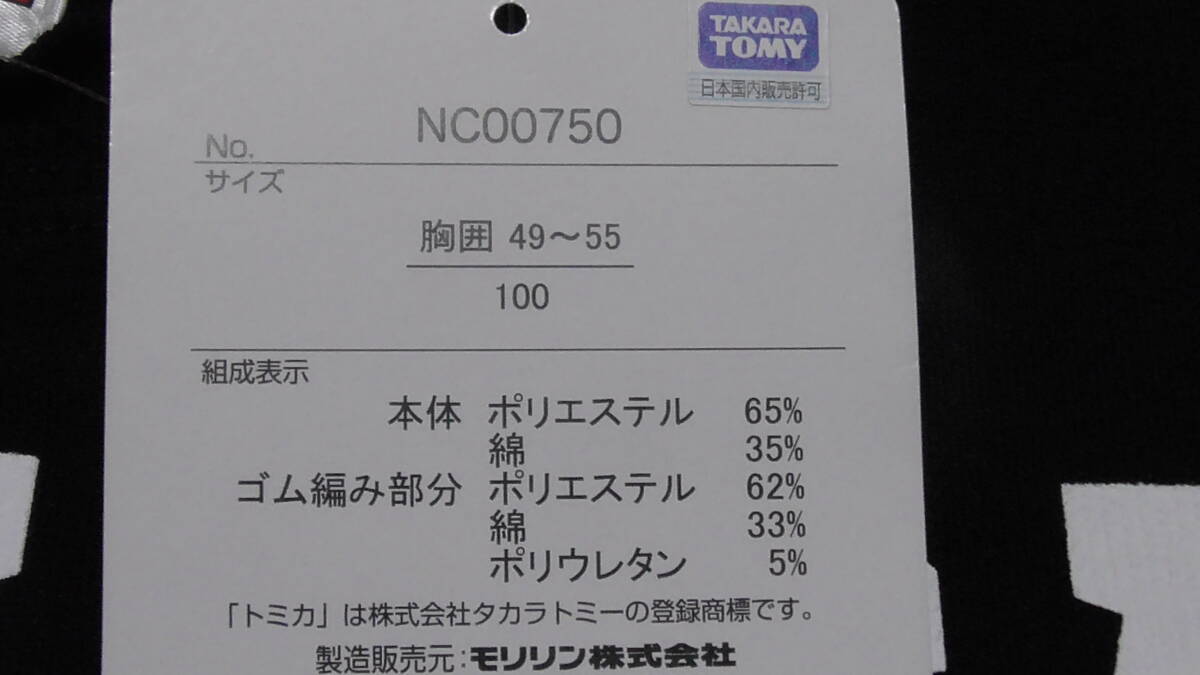 TAKARA
TOMY
日本国内販売許可
No. NC00750
サイズ
胸囲 49～55
100
組成表示
本体 ポリエステル 65%
綿 35%
ゴム編み部分 ポリエステル 62%
綿 33%
ポリウレタン 5%
「トミカ」は株式会社タカラトミーの登録商標です。
製造販売元:モリリン株式会社